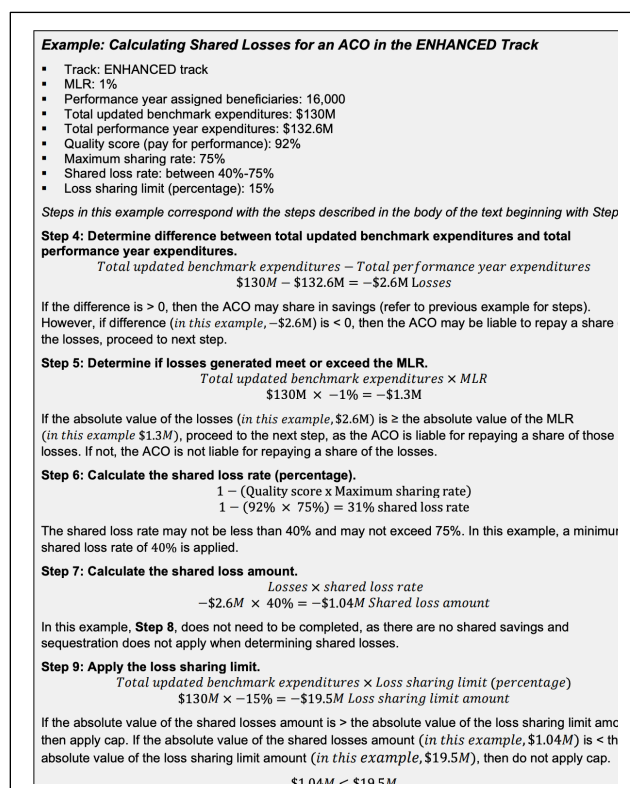 Example: Calculating Shared Losses for an ACO in the ENHANCED Track
▪ Track: ENHANCED track
▪ MLR: 1%
▪ Performance year assigned beneficiaries: 16,000
▪ Total updated benchmark expenditures: $130M
▪ Total performance year expenditures: $132.6M
▪ Quality score (pay for performance): 92%
▪ Maximum sharing rate: 75%
▪ Shared loss rate: between 40%-75%
▪ Loss sharing limit (percentage): 15%
Steps in this example correspond with the steps described in the body of the text beginning with Step
Step 4: Determine difference between total updated benchmark expenditures and total
performance year expenditures.
Total updated benchmark expenditures − Total performance year expenditures
$130M − $132.6M = −$2.6M Losses
If the difference is > 0, then the ACO may share in savings (refer to previous example for steps).
However, if difference (in this example, −$2.6M) is < 0, then the ACO may be liable to repay a share
the losses, proceed to next step.
Step 5: Determine if losses generated meet or exceed the MLR.
Total updated benchmark expenditures × MLR
$130M × −1% = −$1.3M
If the absolute value of the losses (in this example, $2.6M) is ≥ the absolute value of the MLR
(in this example $1.3M), proceed to the next step, as the ACO is liable for repaying a share of those
losses. If not, the ACO is not liable for repaying a share of the losses.
Step 6: Calculate the shared loss rate (percentage).
1 − (Quality score x Maximum sharing rate)
1 − (92% × 75%) = 31% shared loss rate
The shared loss rate may not be less than 40% and may not exceed 75%. In this example, a
shared loss rate of 40% is applied.
Step 7: Calculate the shared loss amount.
Losses × shared loss rate
−$2.6M × 40% = −$1.04M Shared loss amount
In this example, Step 8, does not need to be completed, as there are no shared savings and
sequestration does not apply when determining shared losses.
Step 9: Apply the loss sharing limit.
Total updated benchmark expenditures × Loss sharing limit (percentage)
$130M × −15% = −$19.5M Loss sharing limit amount
If the absolute value of the shared losses amount is > the absolute value of the loss sharing limit
then apply cap. If the absolute value of the shared losses amount (in this example, $1.04M) is <
absolute value of the loss sharing limit amount (in this example, $19.5M), then do not apply cap.
$1.04M < $19.5M